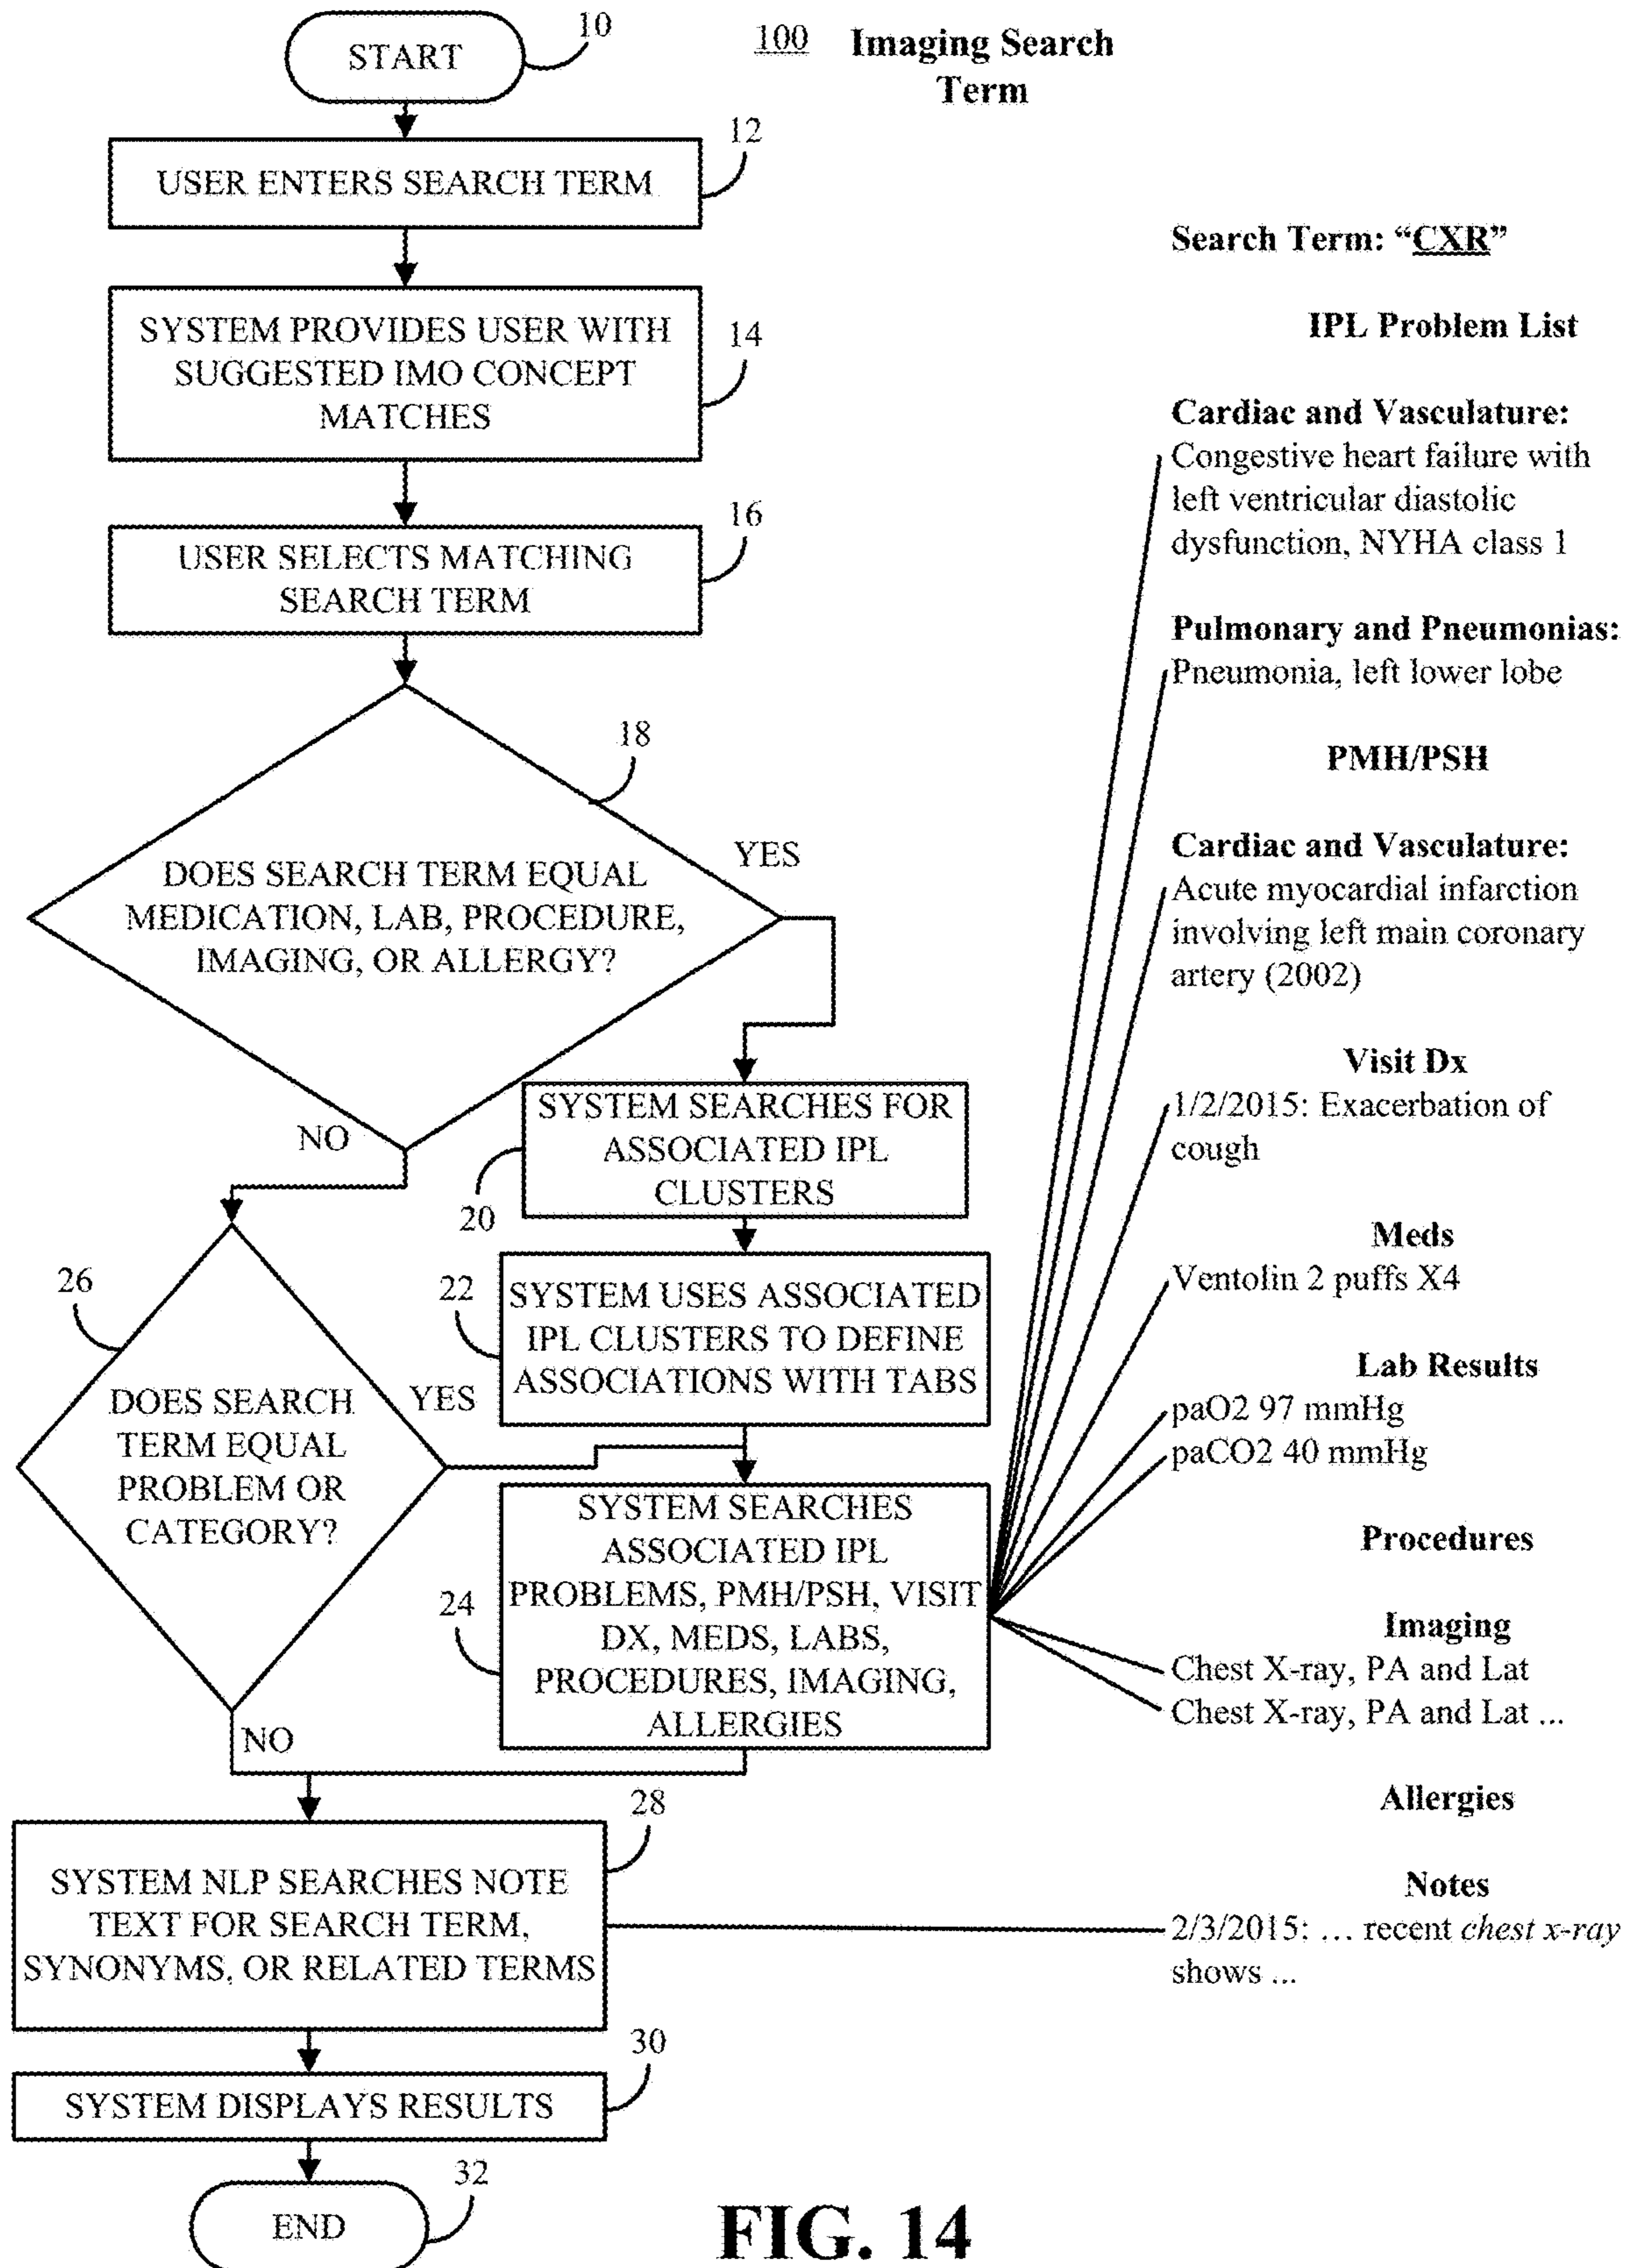 START
10
100 Imaging Search
Term
12
USER ENTERS SEARCH TERM
14
SYSTEM PROVIDES USER WITH
SUGGESTED IMO CONCEPT
MATCHES
16
USER SELECTS MATCHING
SEARCH TERM
18
DOES SEARCH TERM EQUAL
MEDICATION, LAB, PROCEDURE,
IMAGING, OR ALLERGY?
YES
NO
SYSTEM SEARCHES FOR
ASSOCIATED IPL
CLUSTERS
20
22
SYSTEM USES ASSOCIATED
IPL CLUSTERS TO DEFINE
ASSOCIATIONS WITH TABS
26
DOES SEARCH
TERM EQUAL
PROBLEM OR
CATEGORY?
YES
NO
24
SYSTEM SEARCHES
ASSOCIATED IPL
PROBLEMS, PMH/PSH, VISIT
DX, MEDS, LABS,
PROCEDURES, IMAGING,
ALLERGIES
28
SYSTEM NLP SEARCHES NOTE
TEXT FOR SEARCH TERM,
SYNONYMS, OR RELATED TERMS
30
SYSTEM DISPLAYS RESULTS
32
END
Search Term: “CXR”
IPL Problem List
Cardiac and Vasculature:
Congestive heart failure with
left ventricular diastolic
dysfunction, NYHA class 1
Pulmonary and Pneumonias:
Pneumonia, left lower lobe
PMH/PSH
Cardiac and Vasculature:
Acute myocardial infarction
involving left main coronary
artery (2002)
Visit Dx
1/2/2015: Exacerbation of
cough
Meds
Ventolin 2 puffs X4
Lab Results
paO2 97 mmHg
paCO2 40 mmHg
Procedures
Imaging
Chest X-ray, PA and Lat
Chest X-ray, PA and Lat ...
Allergies
Notes
2/3/2015: … recent chest x-ray
shows ...
FIG. 14